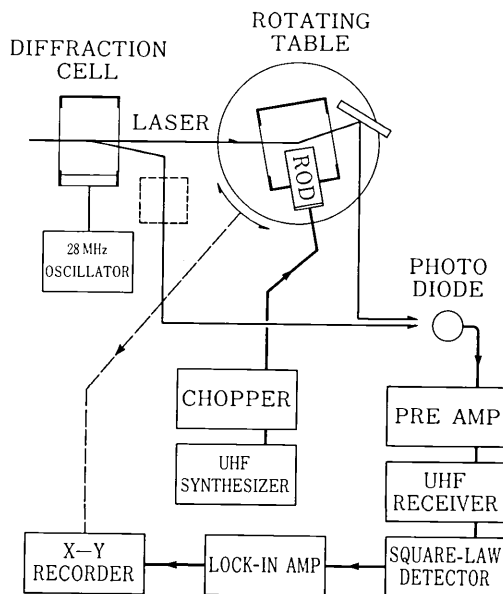 ROTATING
TABLE
DIFFRACTION
CELL
LASER
ROD
28 MHz
OSCILLATOR
PHOTO
DIODE
CHOPPER
PRE AMP
UHF
SYNTHESIZER
UHF
RECEIVER
X—Y
RECORDER
LOCK-IN AMP
SQUARE-LAW
DETECTOR